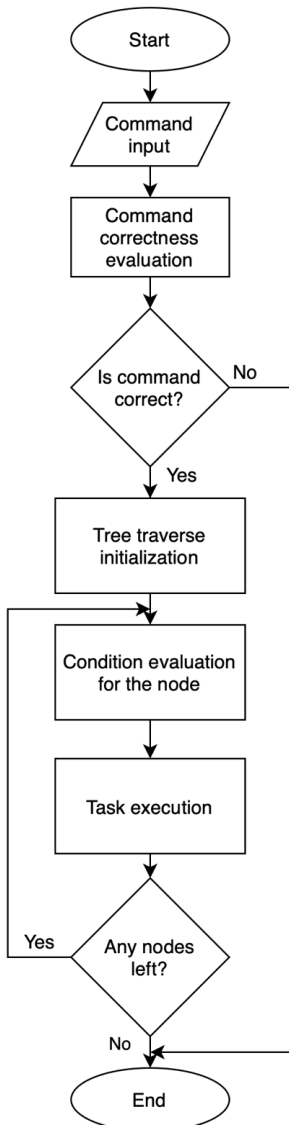 Start
Command
input
Command
correctness
evaluation
Is command
correct?
No
Yes
Tree traverse
initialization
Condition evaluation
for the node
Task execution
Any nodes
left?
Yes
No
End